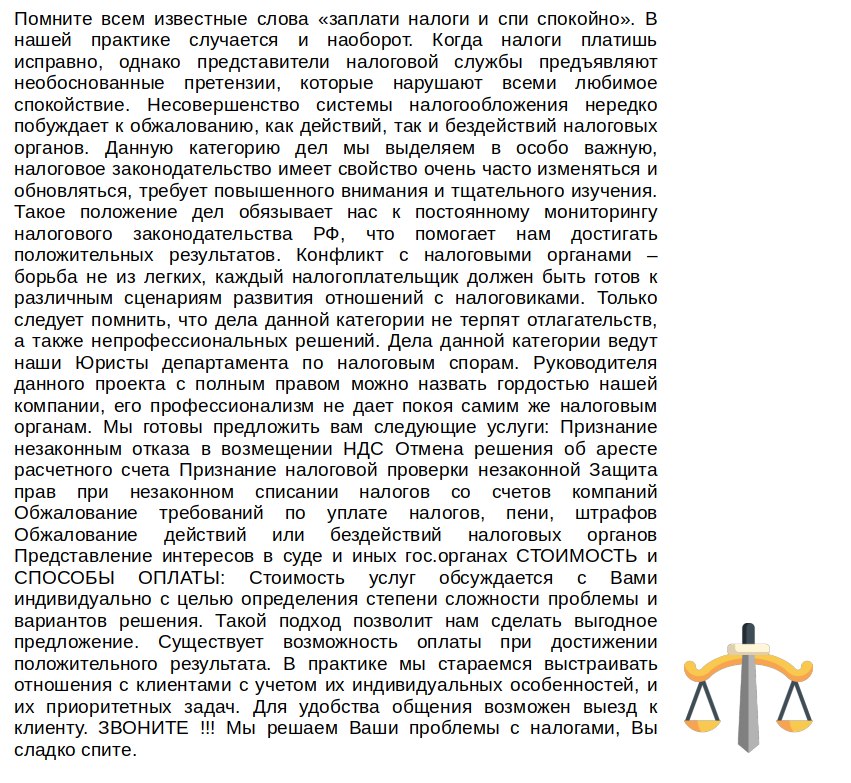 Помните всем известные слова «заплати налоги и спи спокойно». В
нашей практике случается и наоборот. Когда налоги платишь
исправно, однако представители налоговой службы предъявляют
необоснованные претензии, которые нарушают всеми любимое
спокойствие. Несовершенство системы налогообложения нередко
побуждает к обжалованию, как действий, так и бездействий налоговых
органов. Данную категорию дел мы выделяем в особо важную,
налоговое законодательство имеет свойство очень часто изменяться и
обновляться, требует повышенного внимания и тщательного изучения.
Такое положение дел обязывает нас к постоянному мониторингу
налогового законодательства РФ, что помогает нам достигать
положительных результатов. Конфликт с налоговыми органами –
борьба не из легких, каждый налогоплательщик должен быть готов к
различным сценариям развития отношений с налоговиками. Только
следует помнить, что дела данной категории не терпят отлагательств,
а также непрофессиональных решений. Дела данной категории ведут
наши Юристы департамента по налоговым спорам. Руководителя
данного проекта с полным правом можно назвать гордостью нашей
компании, его профессионализм не дает покоя самим же налоговым
органам. Мы готовы предложить вам следующие услуги: Признание
незаконным отказа в возмещении НДС Отмена решения об аресте
расчетного счета Признание налоговой проверки незаконной Защита
прав при незаконном списании налогов со счетов компаний
Обжалование требований по уплате налогов, пени, штрафов
Обжалование действий или бездействий налоговых органов
Представление интересов в суде и иных гос.органах СТОИМОСТЬ и
СПОСОБЫ ОПЛАТЫ: Стоимость услуг обсуждается с Вами
индивидуально с целью определения степени сложности проблемы и
вариантов решения. Такой подход позволит нам сделать выгодное
предложение. Существует возможность оплаты при достижении
положительного результата. В практике мы стараемся выстраивать
отношения с клиентами с учетом их индивидуальных особенностей, и
их приоритетных задач. Для удобства общения возможен выезд к
клиенту. ЗВОНИТЕ !!! Мы решаем Ваши проблемы с налогами, Вы
сладко спите.